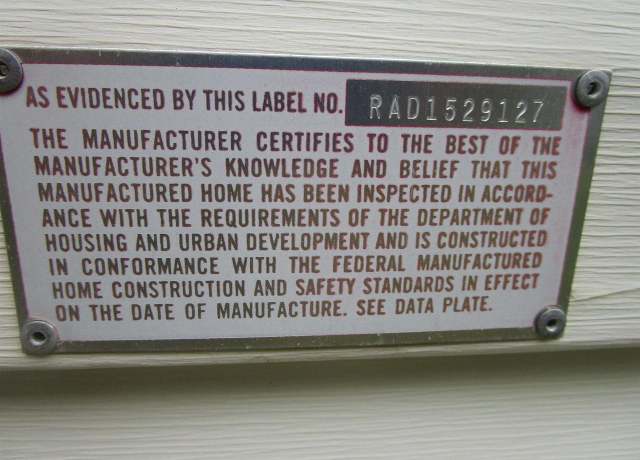 AS EVIDENCED BY THIS LABEL NO. RAD1529127
THE MANUFACTURER CERTIFIES TO THE BEST OF THE
MANUFACTURER'S KNOWLEDGE AND BELIEF THAT THIS
MANUFACTURED HOME HAS BEEN INSPECTED IN ACCORD-
ANCE WITH THE REQUIREMENTS OF THE DEPARTMENT OF
HOUSING AND URBAN DEVELOPMENT AND IS CONSTRUCTED
IN CONFORMANCE WITH THE FEDERAL MANUFACTURED
HOME CONSTRUCTION AND SAFETY STANDARDS IN EFFECT
ON THE DATE OF MANUFACTURE. SEE DATA PLATE.